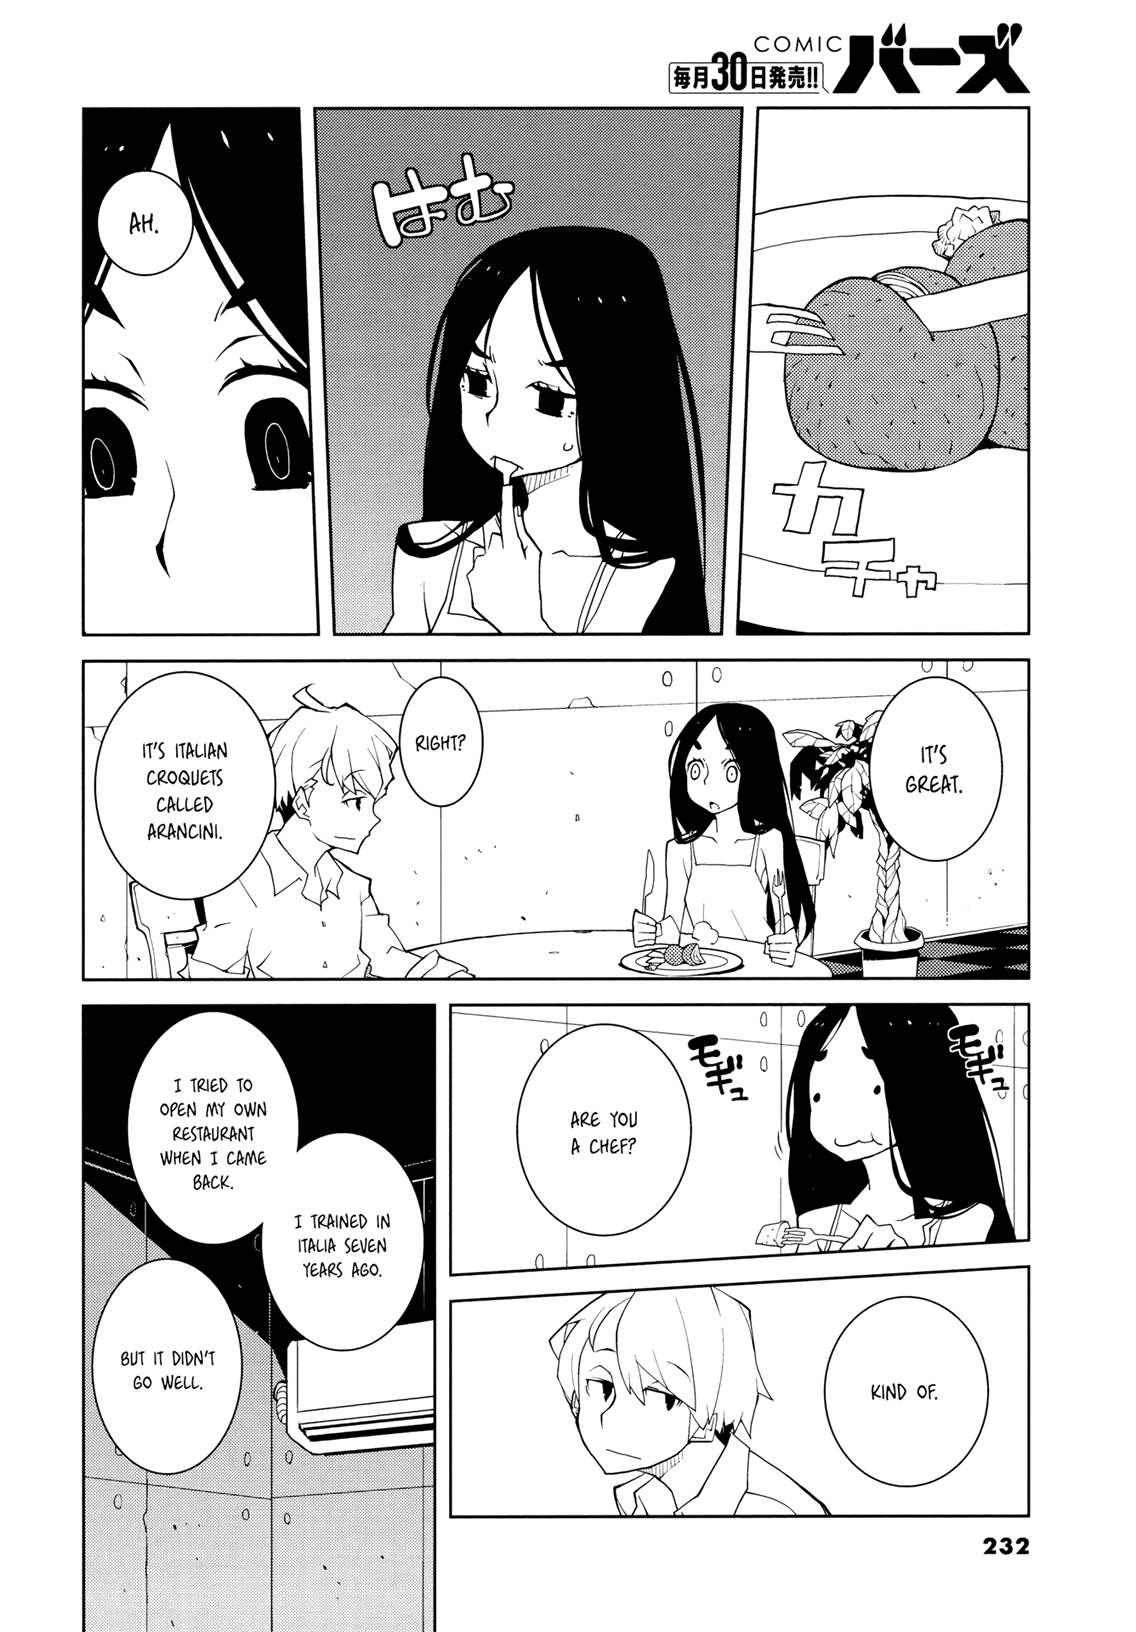 COMIC バーズ
毎月30日発売!!
カチャ
はむ
AH.
IT'S
GREAT.
RIGHT?
IT'S ITALIAN
CROQUETS
CALLED
ARANCINI.
モギュ
ARE YOU
A CHEF?
モギュ
KIND OF.
I TRAINED IN
ITALIA SEVEN
YEARS AGO.
I TRIED TO
OPEN MY OWN
RESTAURANT
WHEN I CAME
BACK.
BUT IT DIDN'T
GO WELL.
232